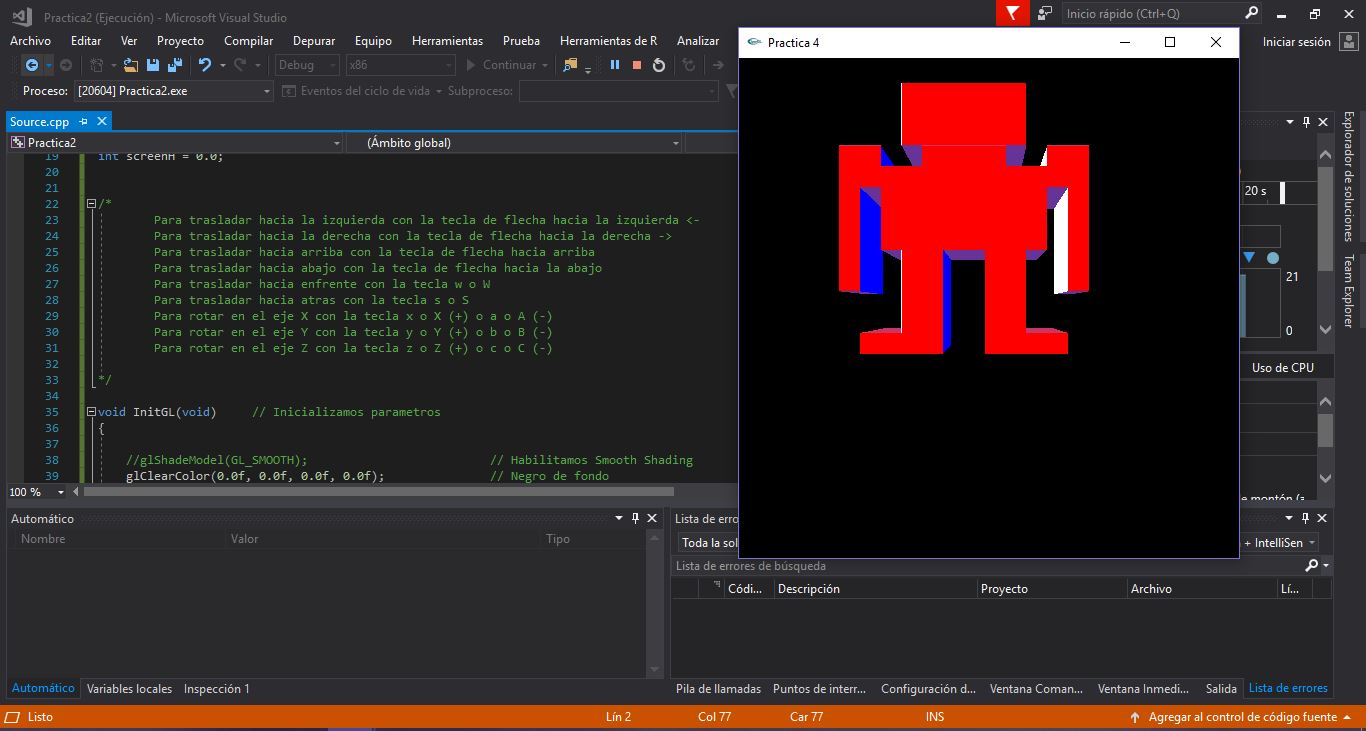 Practica2 (Ejecución) - Microsoft Visual Studio
Inicio rápido (Ctrl+Q)
Archivo Editar Ver Proyecto Compilar Depurar Equipo Herramientas Prueba Herramientas de R Analizar
Iniciar sesión
Debug x86 Continuar
Proceso: [20604] Practica2.exe Eventos del ciclo de vida Subproceso:
Source.cpp
Practica2 (Ámbito global)
19 int screenH = 0.0;
20
21
22 /*
23 Para trasladar hacia la izquierda con la tecla de flecha hacia la izquierda <-
24 Para trasladar hacia la derecha con la tecla de flecha hacia la derecha ->
25 Para trasladar hacia arriba con la tecla de flecha hacia arriba
26 Para trasladar hacia abajo con la tecla de flecha hacia la abajo
27 Para trasladar hacia enfrente con la tecla w o W
28 Para trasladar hacia atras con la tecla s o S
29 Para rotar en el eje X con la tecla x o X (+) o a o A (-)
30 Para rotar en el eje Y con la tecla y o Y (+) o b o B (-)
31 Para rotar en el eje Z con la tecla z o Z (+) o c o C (-)
32
33 */
34
35 void InitGL(void) // Inicializamos parametros
36 {
37
38 //glShadeModel(GL_SMOOTH); // Habilitamos Smooth Shading
39 glClearColor(0.0f, 0.0f, 0.0f, 0.0f); // Negro de fondo
100 %
Practica 4
20 s
21
0
Uso de CPU
e montón (a
Explorador de soluciones
Team Explorer
Automático
Nombre Valor Tipo
Automático Variables locales Inspección 1
Lista de erro
Toda la sol
+ IntelliSen
Lista de errores de búsqueda
Códi... Descripción Proyecto Archivo Lí...
Pila de llamadas Puntos de interr... Configuración d... Ventana Coman... Ventana Inmedi... Salida Lista de errores
Listo Lín 2 Col 77 Car 77 INS Agregar al control de código fuente